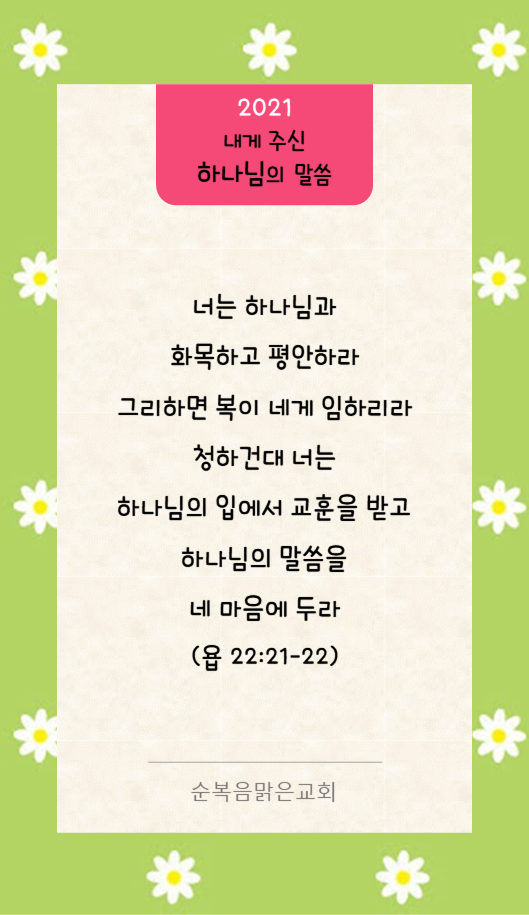 2021
내게 주신
하나님의 말씀
너는 하나님과
화목하고 평안하라
그리하면 복이 네게 임하리라
청하건대 너는
하나님의 입에서 교훈을 받고
하나님의 말씀을
네 마음에 두라
(욥 22:21-22)
순복음맑은교회